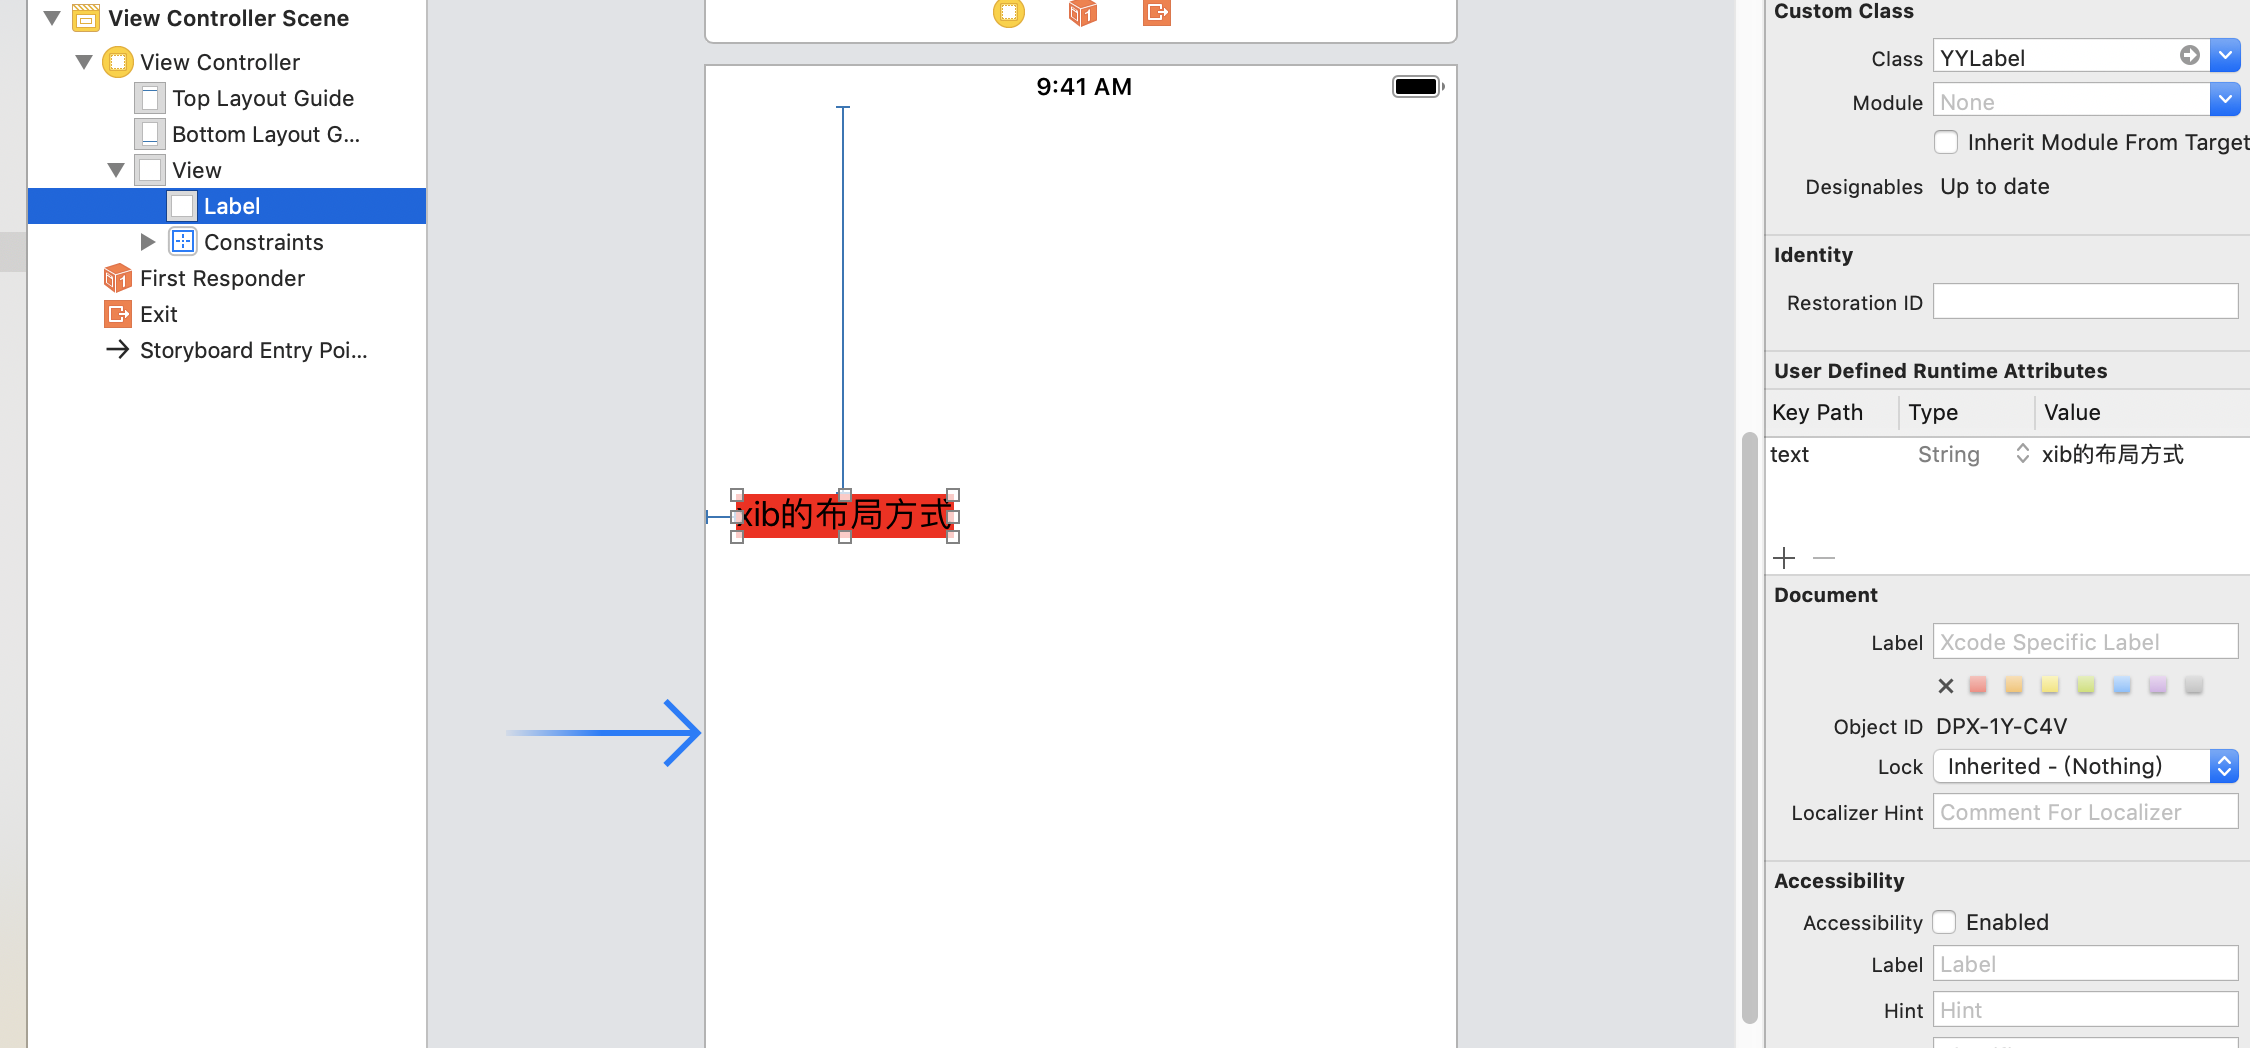 View Controller Scene
View Controller
Top Layout Guide
Bottom Layout G...
View
Label
Constraints
First Responder
Exit
Storyboard Entry Poi...
9:41 AM
xib的布局方式
Custom Class
Class YYLabel
Module None
Inherit Module From Target
Designables Up to date
Identity
Restoration ID
User Defined Runtime Attributes
Key Path Type Value
text String xib的布局方式
Document
Label Xcode Specific Label
Object ID DPX-1Y-C4V
Lock Inherited - (Nothing)
Localizer Hint Comment For Localizer
Accessibility
Accessibility Enabled
Label Label
Hint Hint